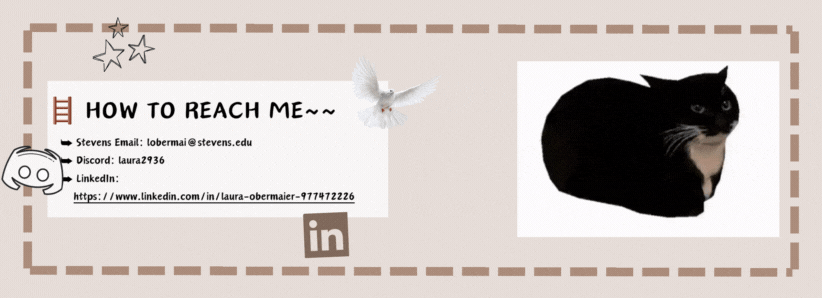 HOW TO REACH ME~~
➡ Stevens Email: lobermai@stevens.edu
➡ Discord: laura2936
➡ LinkedIn:
https://www.linkedin.com/in/laura-obermaier-977472226
in